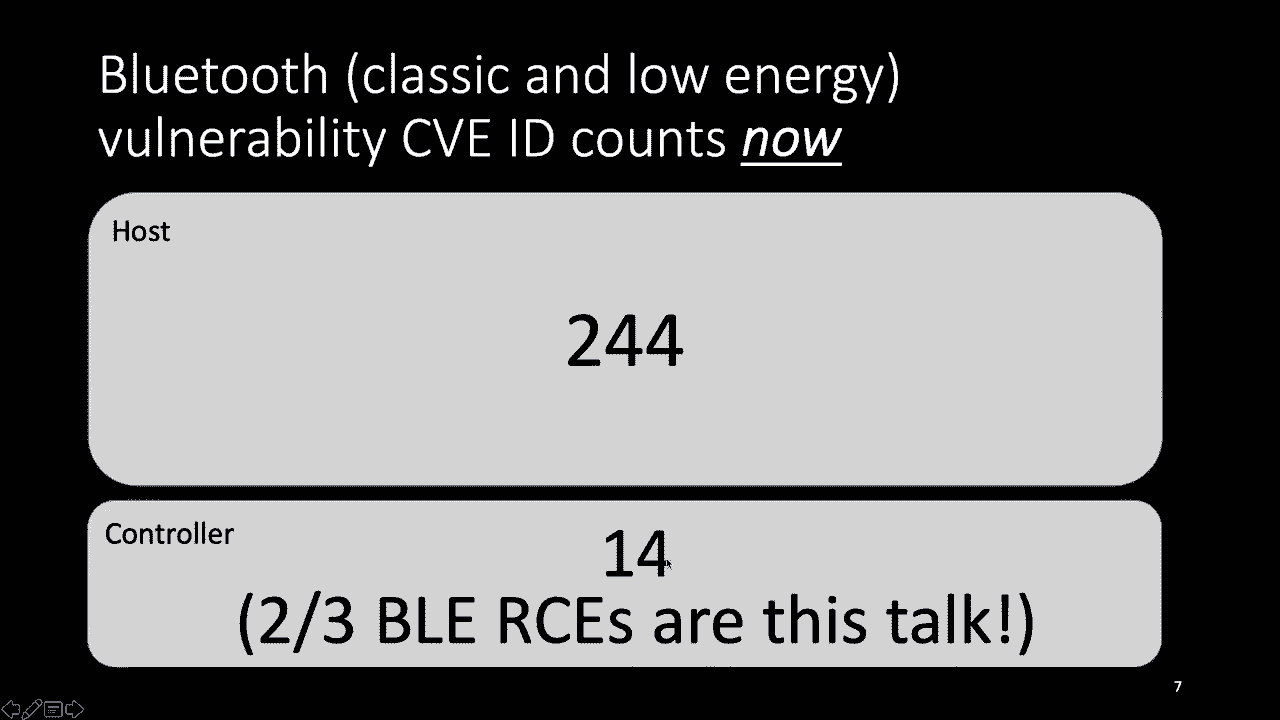 Bluetooth (classic and low energy)
vulnerability CVE ID counts now
Host
244
Controller
14
(2/3 BLE RCEs are this talk!)
7